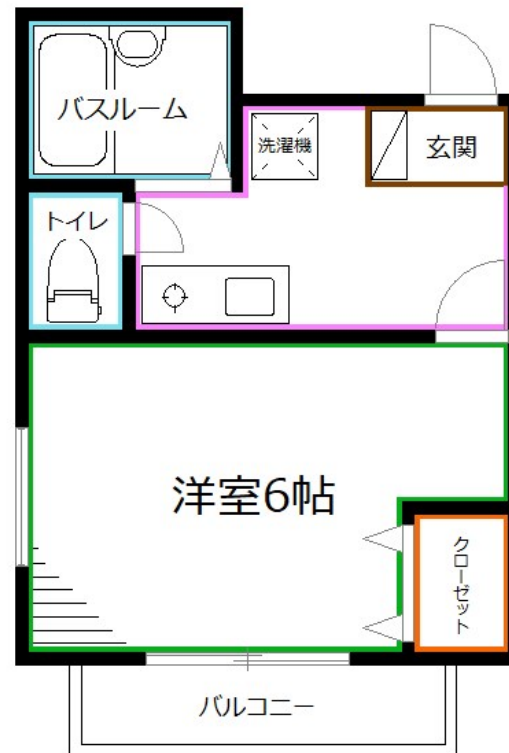 バスルーム
洗濯機
玄関
トイレ
洋室6帖
クローゼット
バルコニー